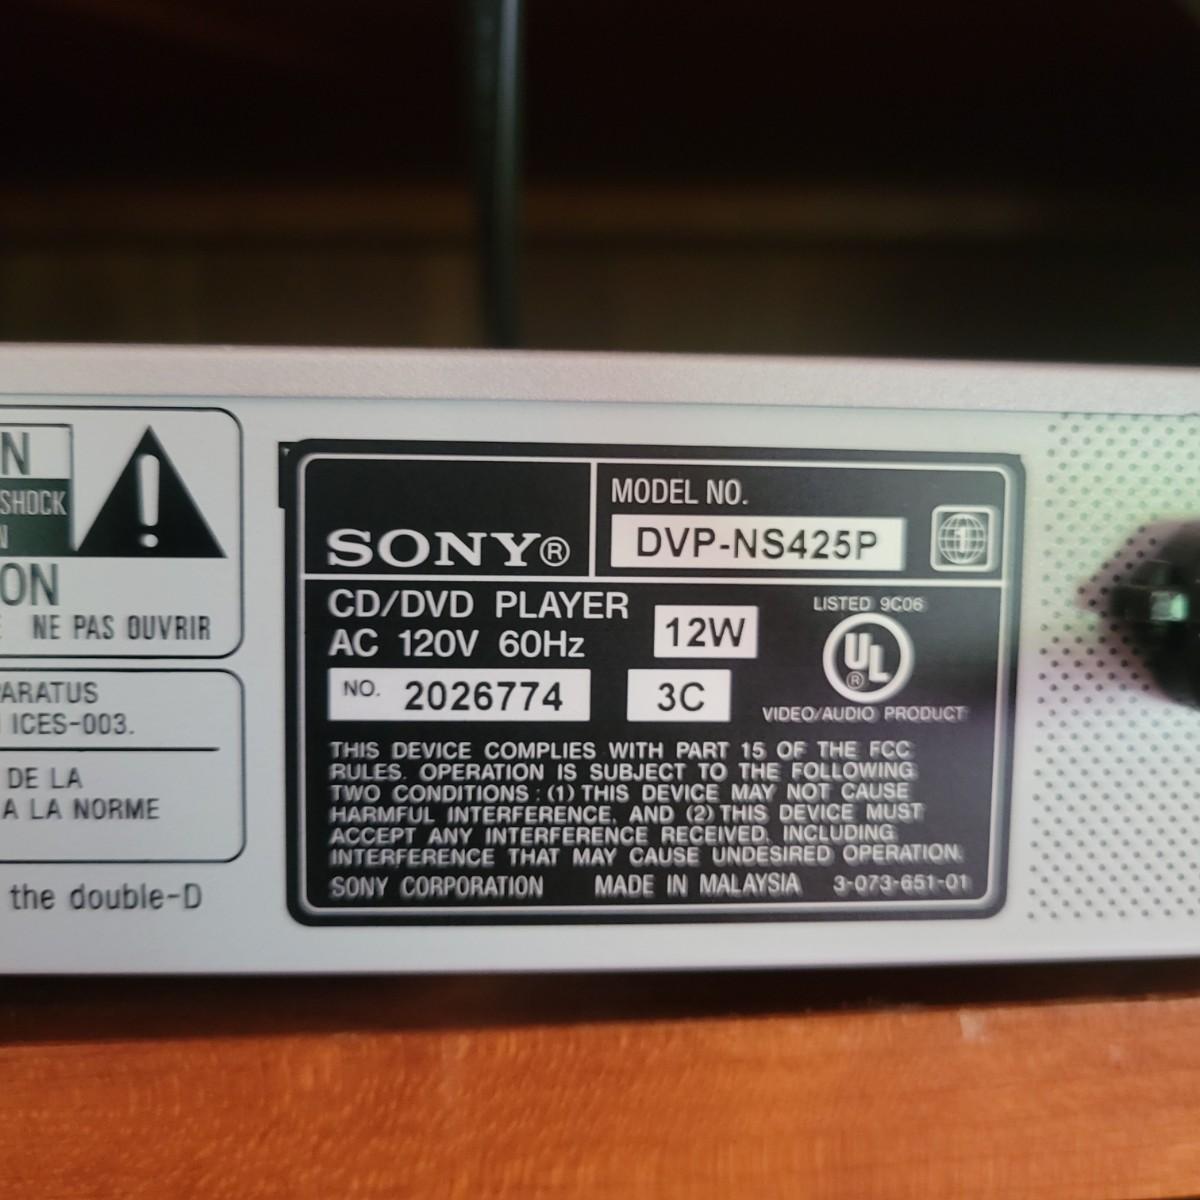 N
SHOCK
N
ON
NE PAS OUVRIR
PARATUS
ICES-003.
DE LA
A LA NORME
the double-D
SONY®
MODEL NO.
DVP-NS425P
1
CD/DVD PLAYER
AC 120V 60Hz
12W
NO. 2026774
3C
LISTED 9C06
UL®
VIDEO/AUDIO PRODUCT
THIS DEVICE COMPLIES WITH PART 15 OF THE FCC
RULES. OPERATION IS SUBJECT TO THE FOLLOWING
TWO CONDITIONS : (1) THIS DEVICE MAY NOT CAUSE
HARMFUL INTERFERENCE, AND (2) THIS DEVICE MUST
ACCEPT ANY INTERFERENCE RECEIVED, INCLUDING
INTERFERENCE THAT MAY CAUSE UNDESIRED OPERATION.
SONY CORPORATION MADE IN MALAYSIA 3-073-651-01